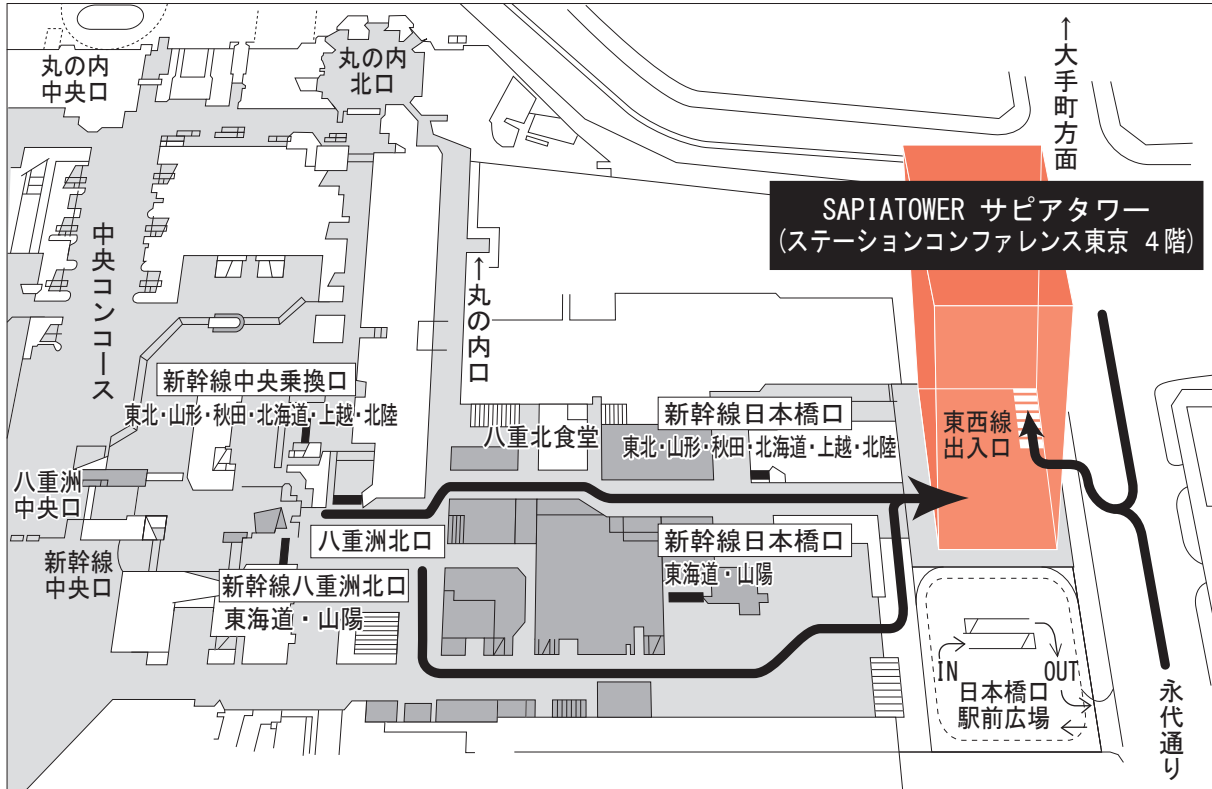 丸の内
中央口
丸の内
北口
↑大手町方面
SAPIATOWER サピアタワー
(ステーションコンファレンス東京 4階)
中央コンコース
↑丸の内口
新幹線中央乗換口
東北・山形・秋田・北海道・上越・北陸
八重北食堂
新幹線日本橋口
東北・山形・秋田・北海道・上越・北陸
東西線
出入口
八重洲
中央口
八重洲北口
新幹線日本橋口
東海道・山陽
新幹線
中央口
新幹線八重洲北口
東海道・山陽
IN
OUT
日本橋口
駅前広場
永代通り